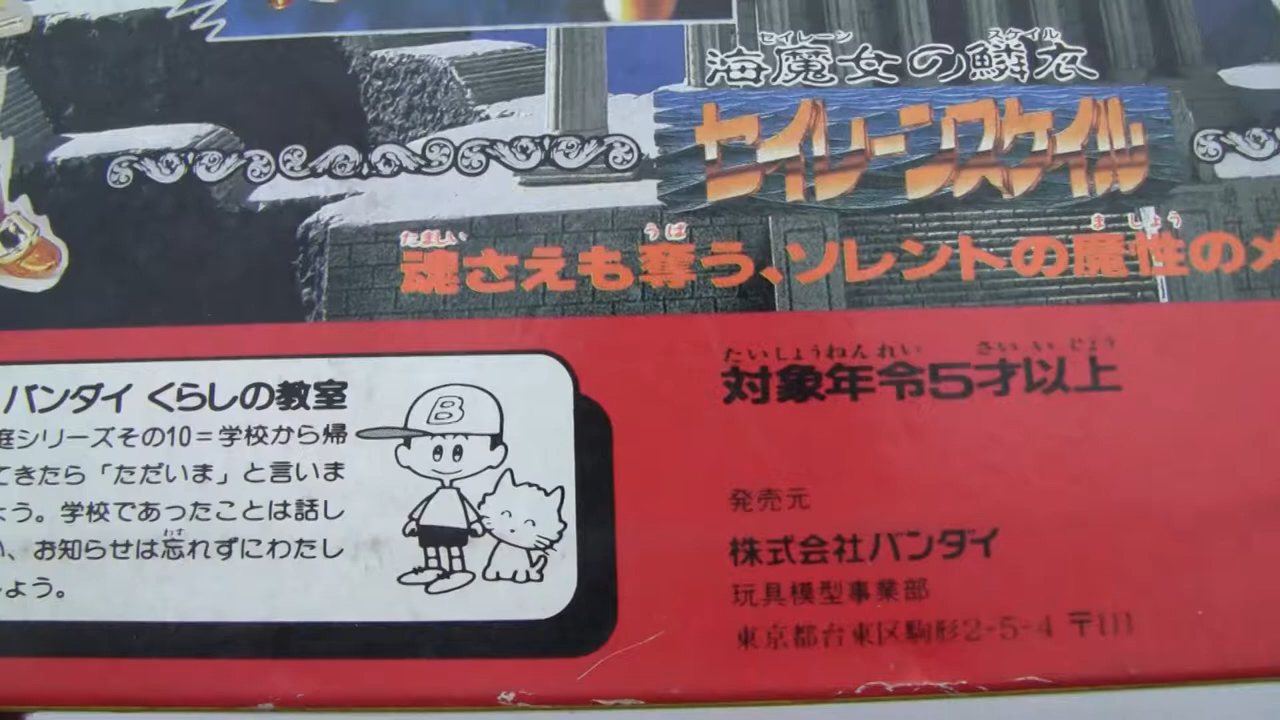 セイレーン スケイル
海魔女の鱗衣
セイレーンスケイル
たましい うば ましょう
魂さえも奪う、ソレントの魔性のメ
バンダイ くらしの教室
庭シリーズその10=学校から帰
てきたら「ただいま」と言いま
ょう。学校であったことは話し
い、お知らせは忘れずにわたし
しょう。
B
たいしょうねんれい さいいじょう
対象年令5才以上
発売元
株式会社バンダイ
玩具模型事業部
東京都台東区駒形2-5-4 〒111